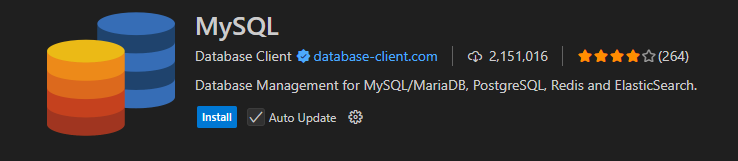 MySQL
Database Client database-client.com 2,151,016 (264)
Database Management for MySQL/MariaDB, PostgreSQL, Redis and ElasticSearch.
Install Auto Update